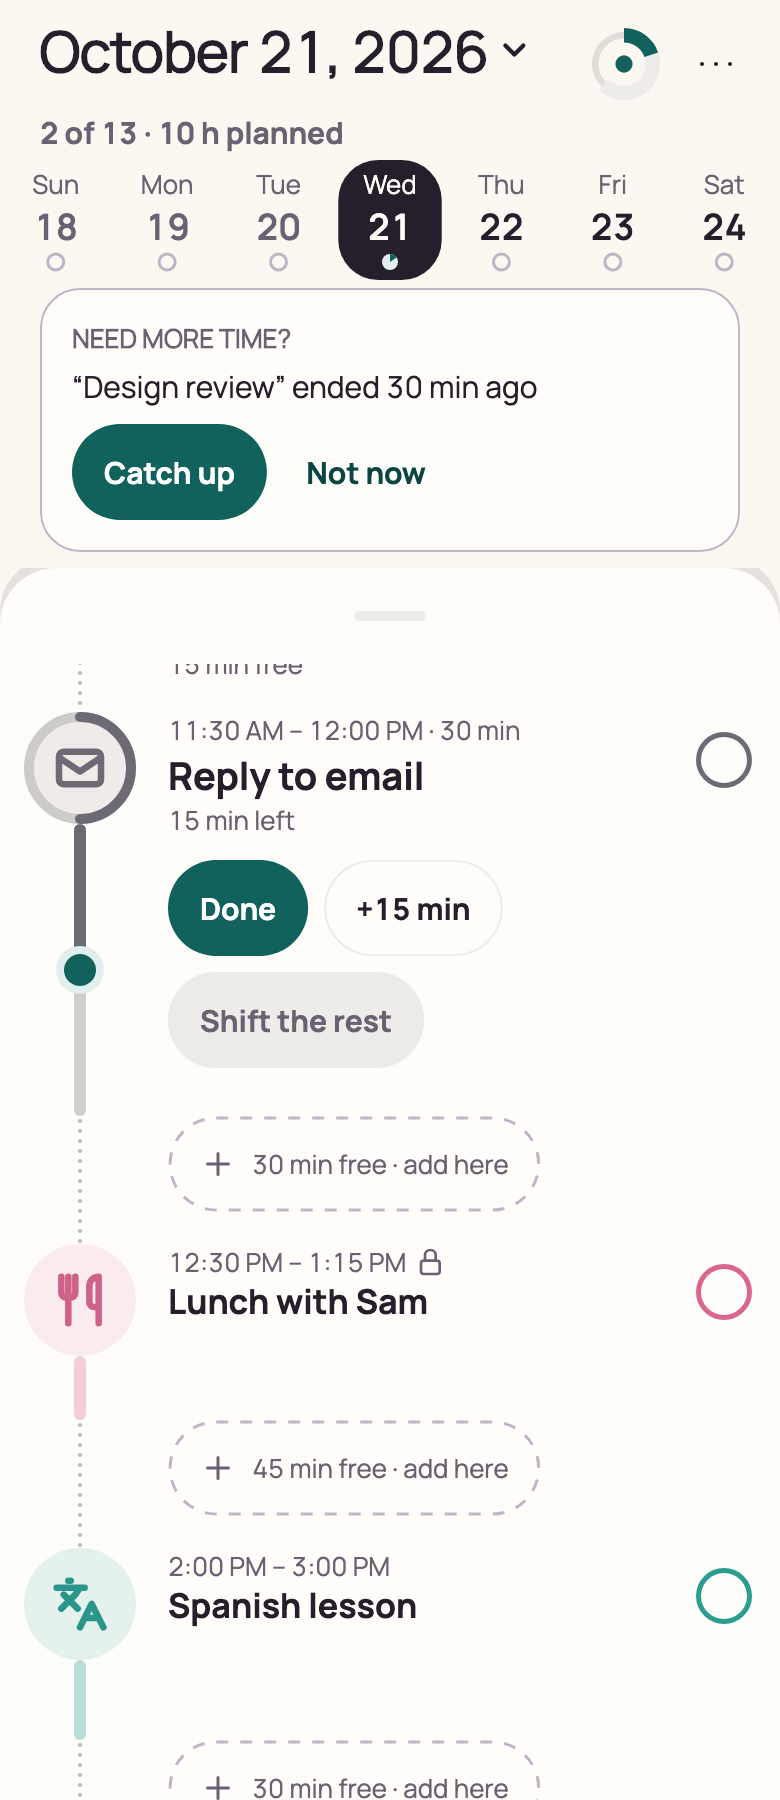 October 21, 2026
...
2 of 13 · 10 h planned
Sun Mon Tue Wed Thu Fri Sat
18 19 20 21 22 23 24
NEED MORE TIME?
“Design review” ended 30 min ago
Catch up Not now
15 min free
11:30 AM – 12:00 PM · 30 min
Reply to email
15 min left
Done +15 min
Shift the rest
+ 30 min free · add here
12:30 PM – 1:15 PM
Lunch with Sam
+ 45 min free · add here
2:00 PM – 3:00 PM
Spanish lesson
+ 30 min free · add here